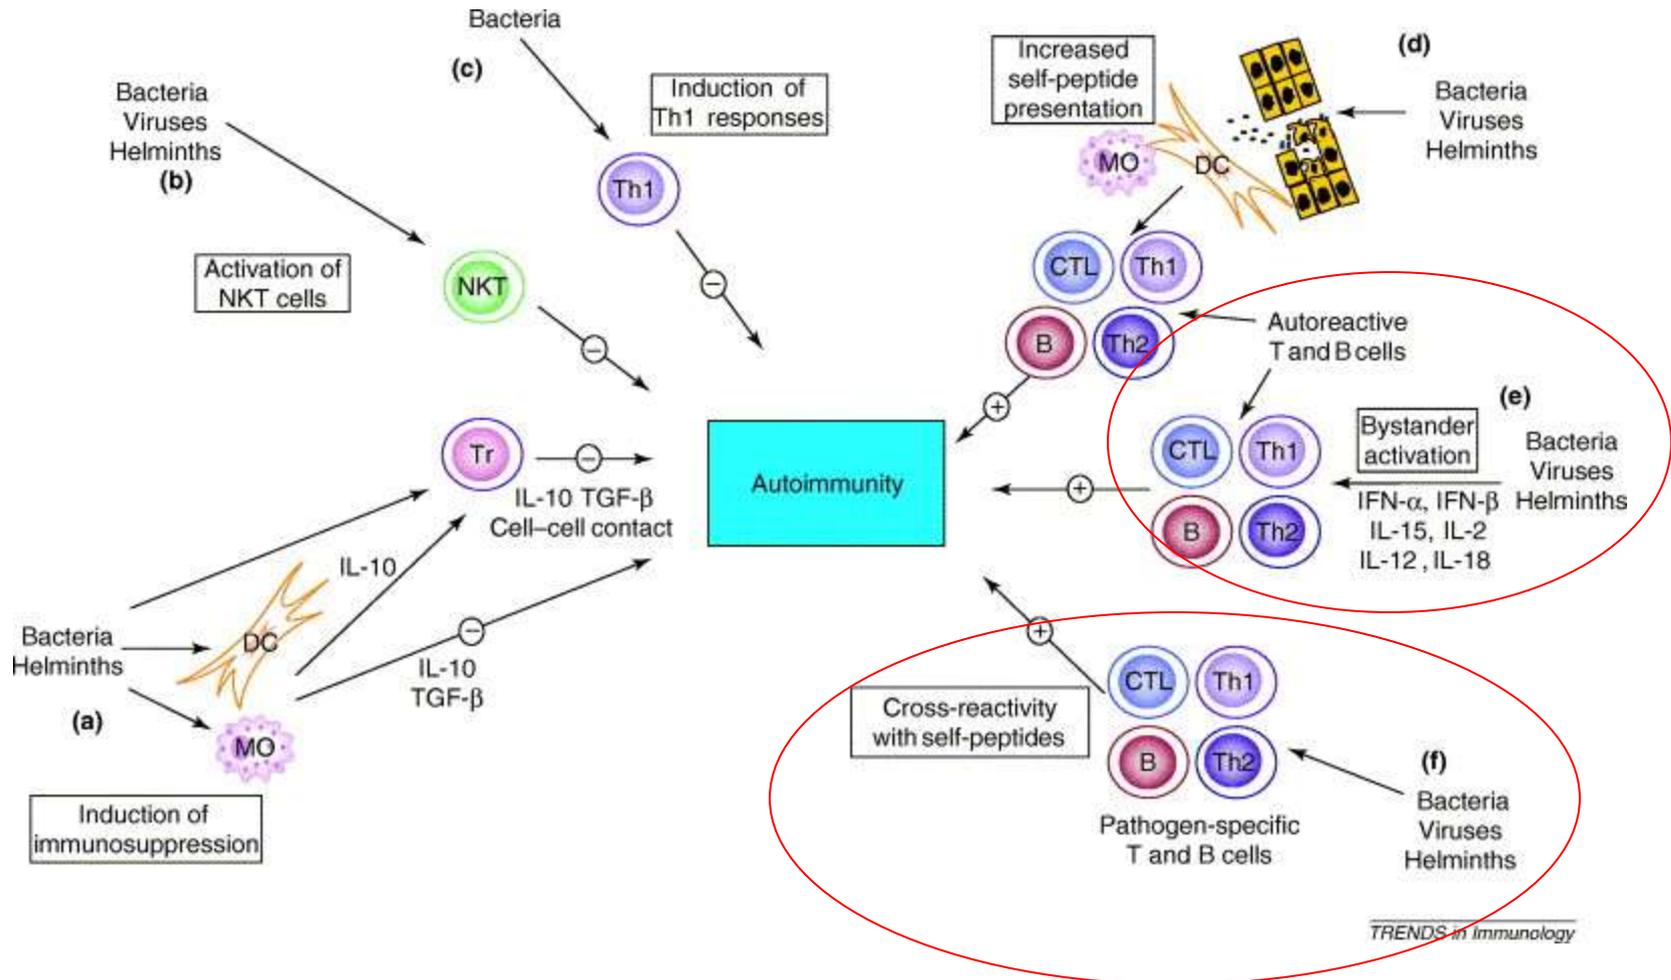 Bacteria
(c)
Induction of
Th1 responses
Th1
−
Bacteria
Viruses
Helminths
(b)
Activation of
NKT cells
NKT
−
Tr
−
IL-10 TGF-β
Cell–cell contact
Bacteria
Helminths
(a)
DC
IL-10
MO
−
IL-10
TGF-β
Induction of
immunosuppression
Autoimmunity
(d)
Increased
self-peptide
presentation
MO
DC
Bacteria
Viruses
Helminths
CTL Th1
B Th2
+
Autoreactive
T and B cells
(e)
Bystander
activation
Bacteria
Viruses
Helminths
IFN-α, IFN-β
IL-15, IL-2
IL-12 , IL-18
CTL Th1
B Th2
+
+
Cross-reactivity
with self-peptides
CTL Th1
B Th2
Pathogen-specific
T and B cells
(f)
Bacteria
Viruses
Helminths
TRENDS in Immunology